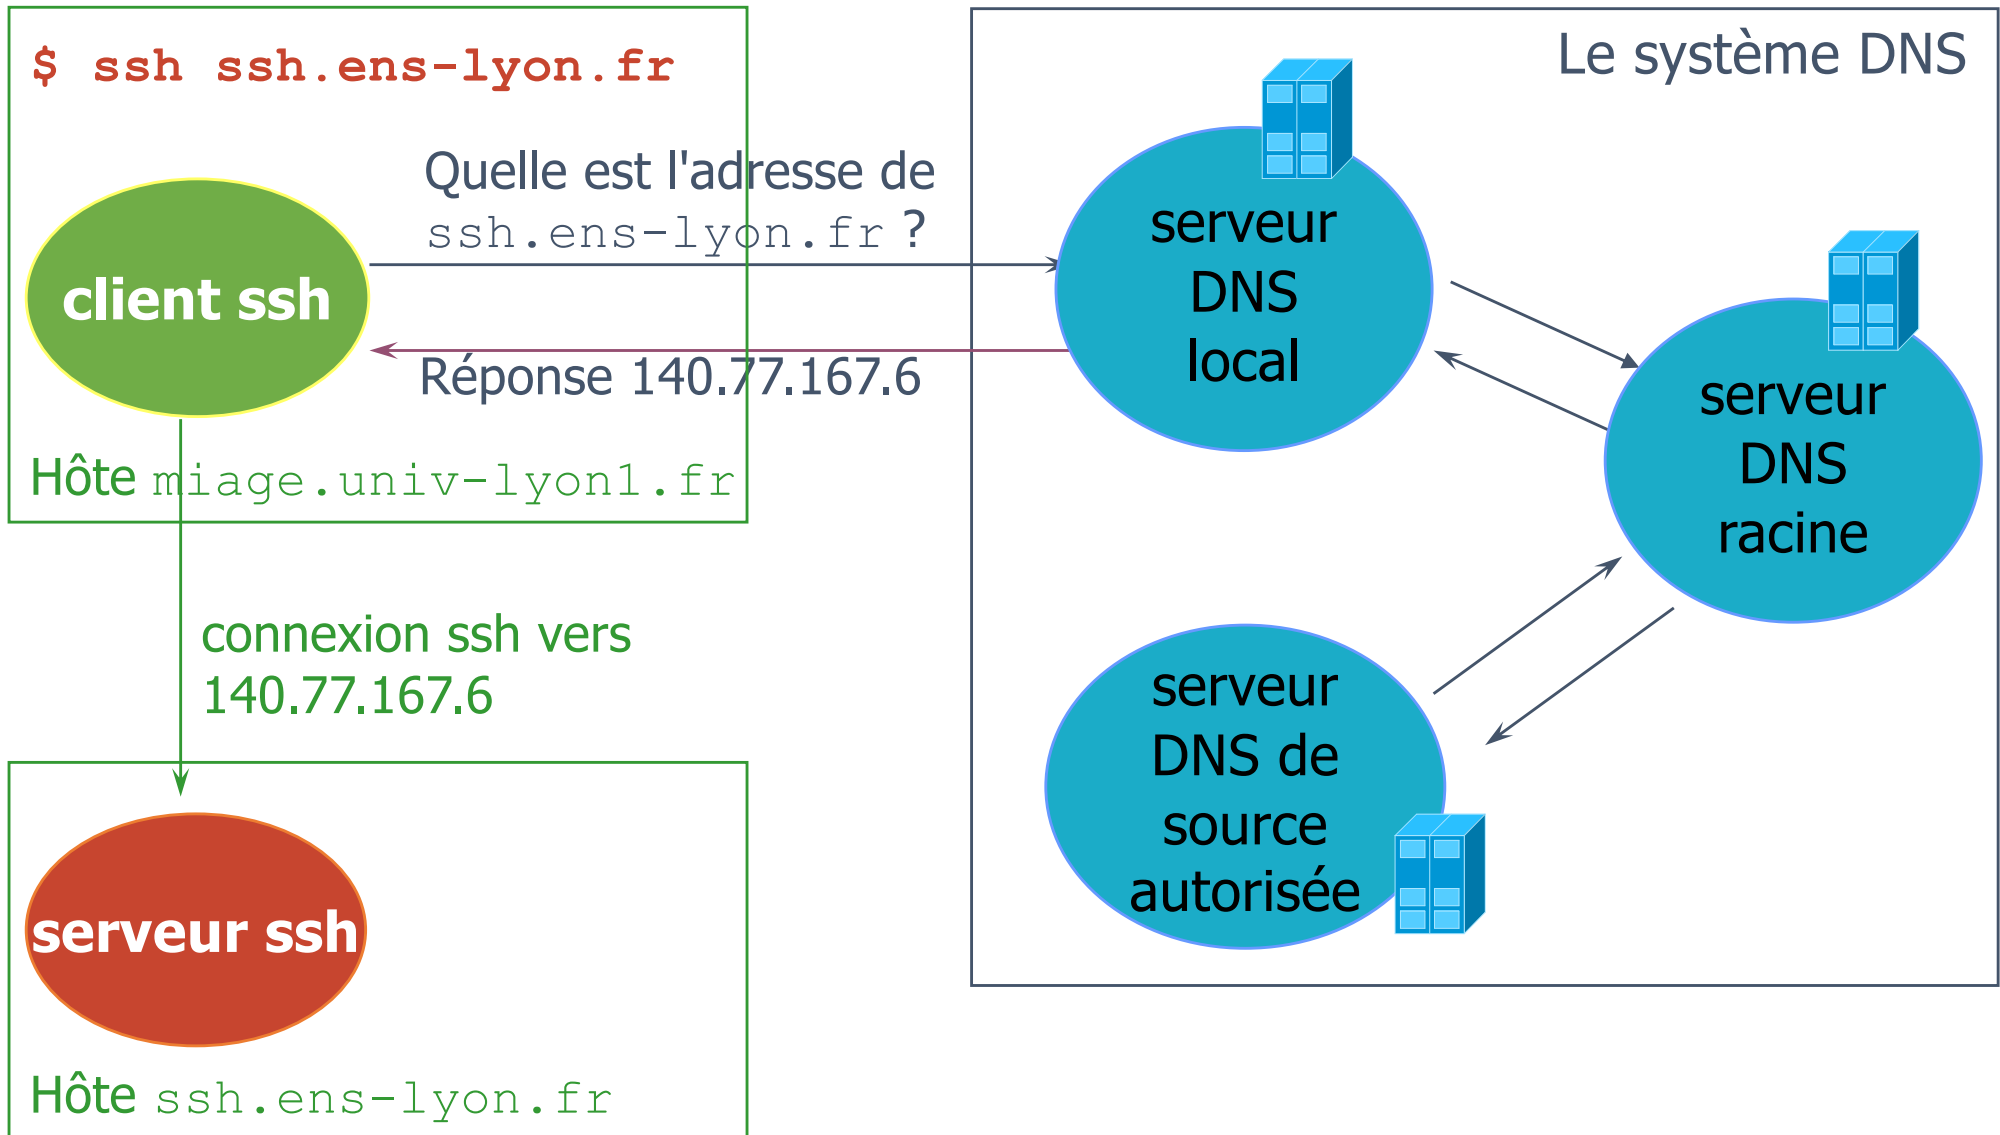 $ ssh ssh.ens-lyon.fr
Quelle est l'adresse de
ssh.ens-lyon.fr ?
client ssh
Réponse 140.77.167.6
Hôte miage.univ-lyon1.fr
connexion ssh vers
140.77.167.6
serveur ssh
Hôte ssh.ens-lyon.fr
Le système DNS
serveur
DNS
local
serveur
DNS
racine
serveur
DNS de
source
autorisée